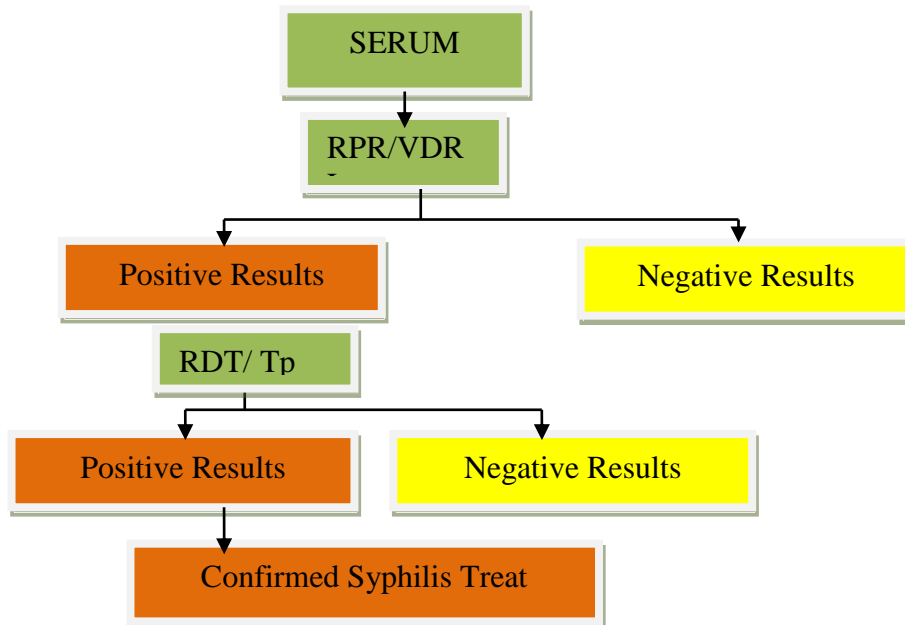 SERUM
RPR/VDR
Positive Results
Negative Results
RDT/ Tp
Positive Results
Negative Results
Confirmed Syphilis Treat